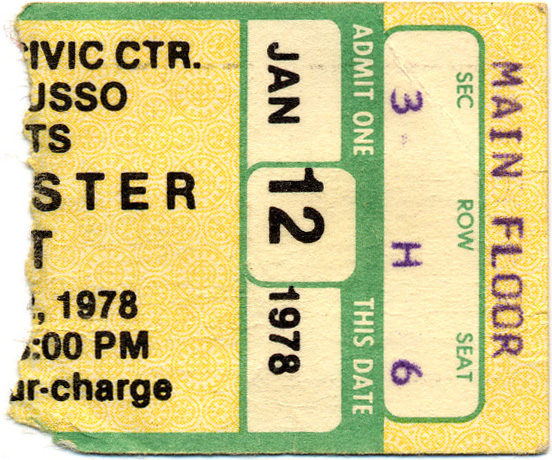 CIVIC CTR.
USSO
TS
STER
T
, 1978
:00 PM
ur-charge
JAN
12
1978
ADMIT ONE
THIS DATE
SEC
ROW
SEAT
3
H
6
MAIN FLOOR